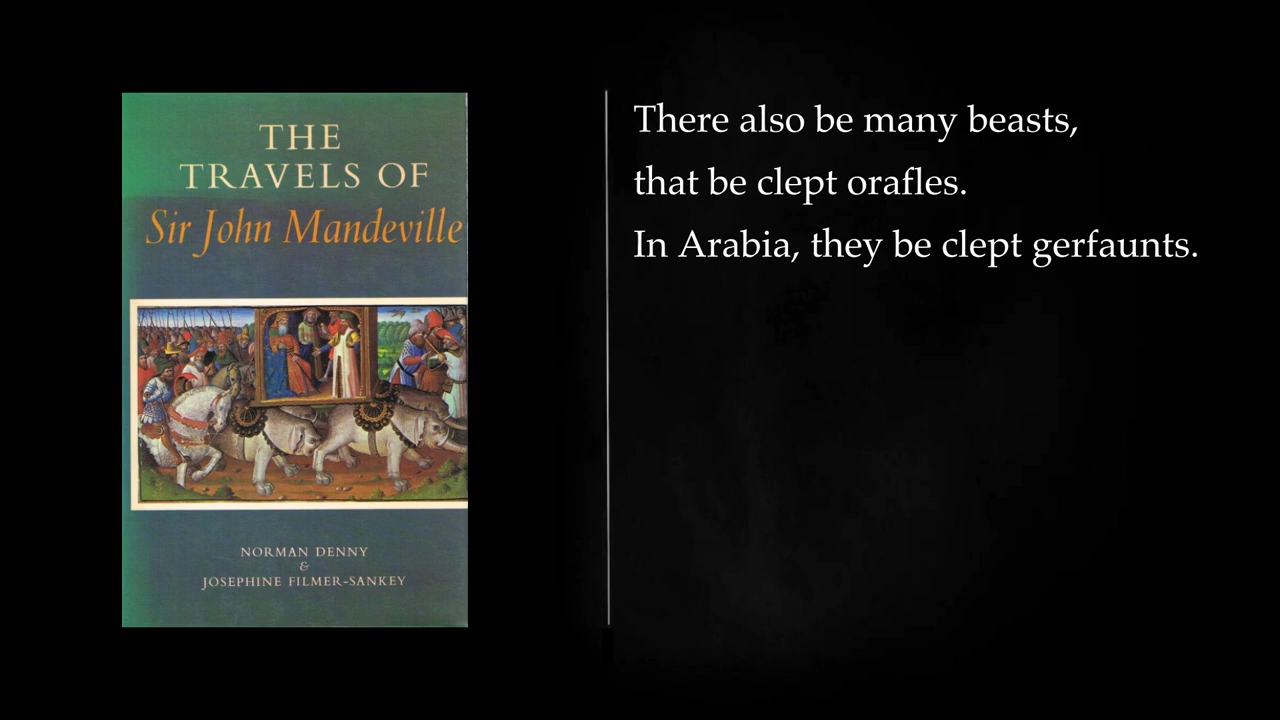 THE
TRAVELS OF
Sir John Mandeville
NORMAN DENNY
&
JOSEPHINE FILMER-SANKEY
There also be many beasts,
that be clept orafles.
In Arabia, they be clept gerfaunts.